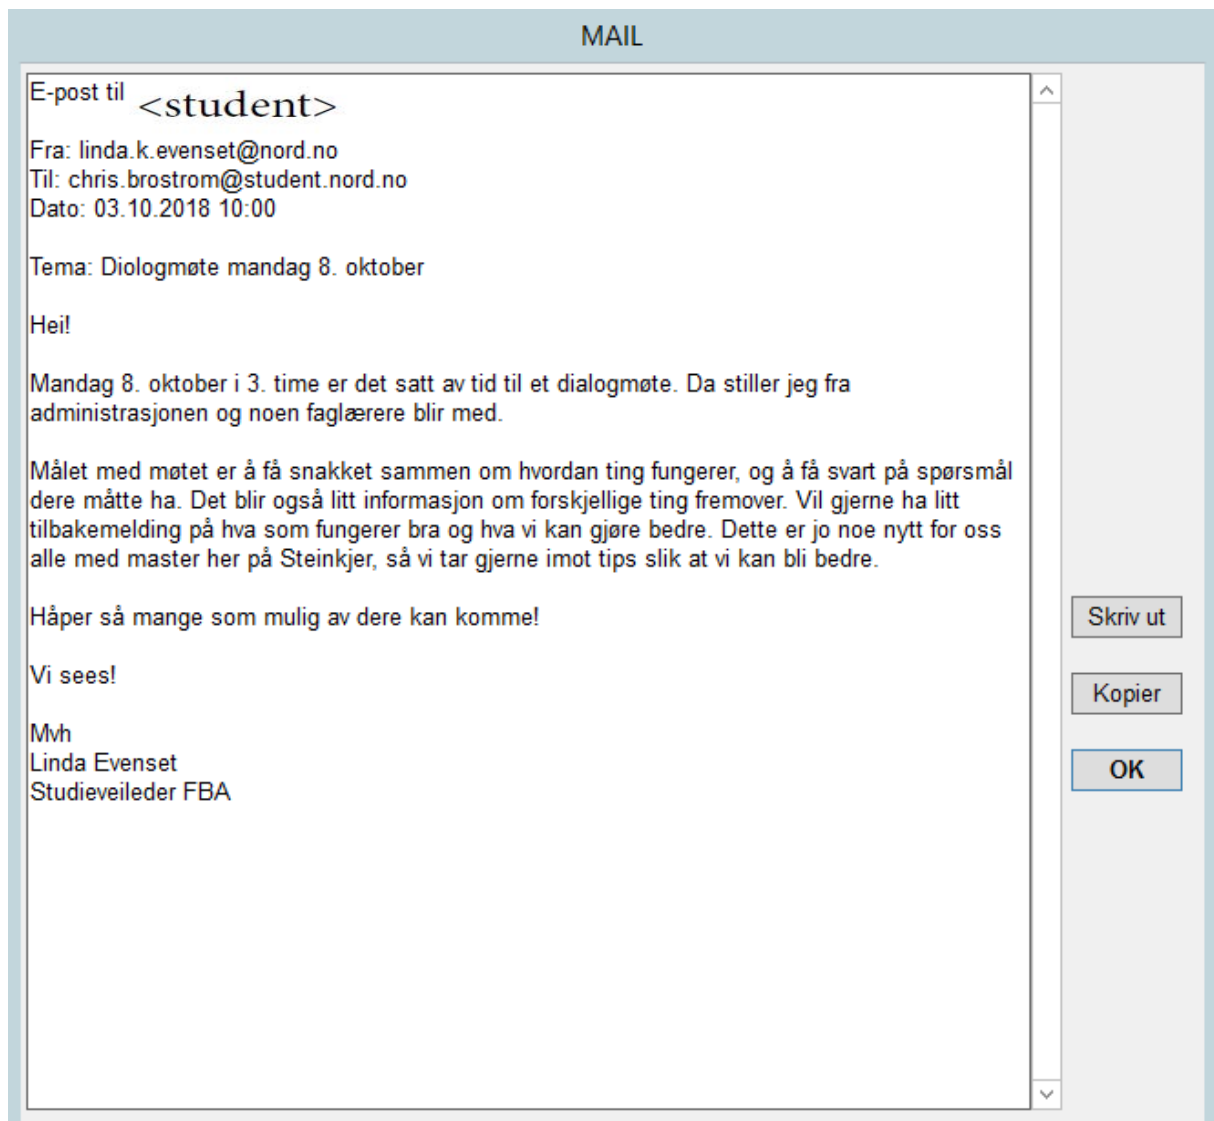 MAIL
E-post til <student>
Fra: linda.k.evenset@nord.no
Til: chris.brostrom@student.nord.no
Dato: 03.10.2018 10:00
Tema: Diologmøte mandag 8. oktober
Hei!
Mandag 8. oktober i 3. time er det satt av tid til et dialogmøte. Da stiller jeg fra
administrasjonen og noen faglærere blir med.
Målet med møtet er å få snakket sammen om hvordan ting fungerer, og å få svart på spørsmål
dere måtte ha. Det blir også litt informasjon om forskjellige ting fremover. Vil gjerne ha litt
tilbakemelding på hva som fungerer bra og hva vi kan gjøre bedre. Dette er jo noe nytt for oss
alle med master her på Steinkjer, så vi tar gjerne imot tips slik at vi kan bli bedre.
Håper så mange som mulig av dere kan komme!
Vi sees!
Mvh
Linda Evenset
Studieveileder FBA
Skriv ut
Kopier
OK